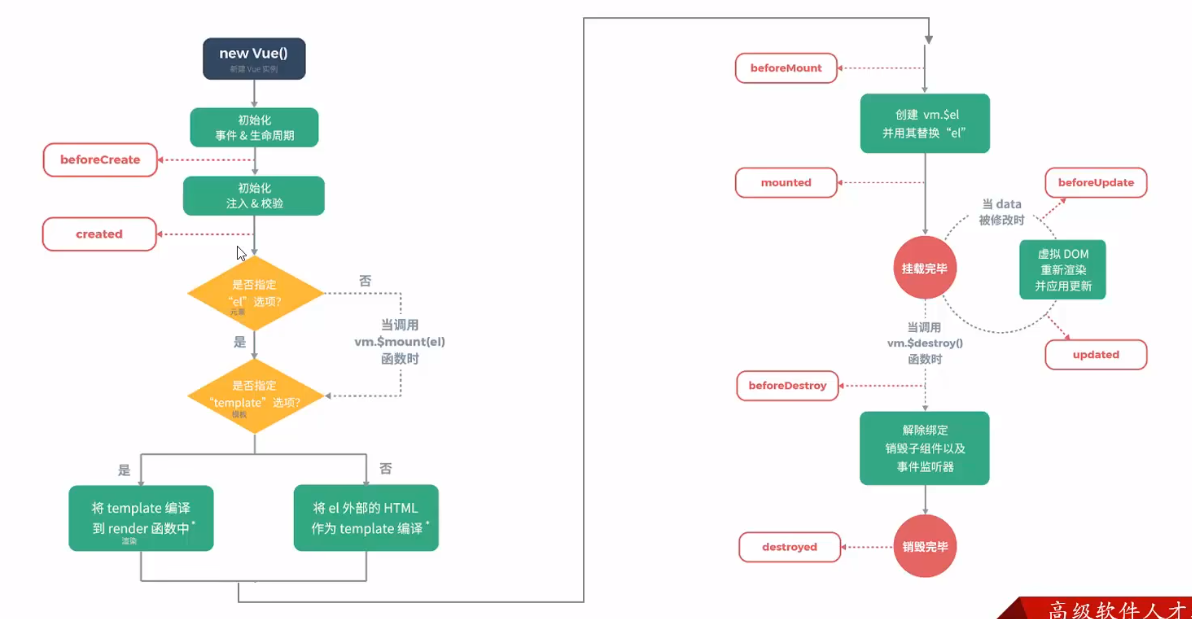 new Vue()
新建 Vue 实例
初始化
事件 & 生命周期
beforeCreate
初始化
注入 & 校验
created
是否指定
“el”选项?
元素
否
当调用
vm.$mount(el)
函数时
是
是否指定
“template”选项?
模板
是
否
将 template 编译
到 render 函数中*
渲染
将 el 外部的 HTML
作为 template 编译*
beforeMount
创建 vm.$el
并用其替换“el”
mounted
beforeUpdate
当 data
被修改时
挂载完毕
虚拟 DOM
重新渲染
并应用更新
updated
当调用
vm.$destroy()
函数时
beforeDestroy
解除绑定
销毁子组件以及
事件监听器
destroyed
销毁完毕
高级软件人才